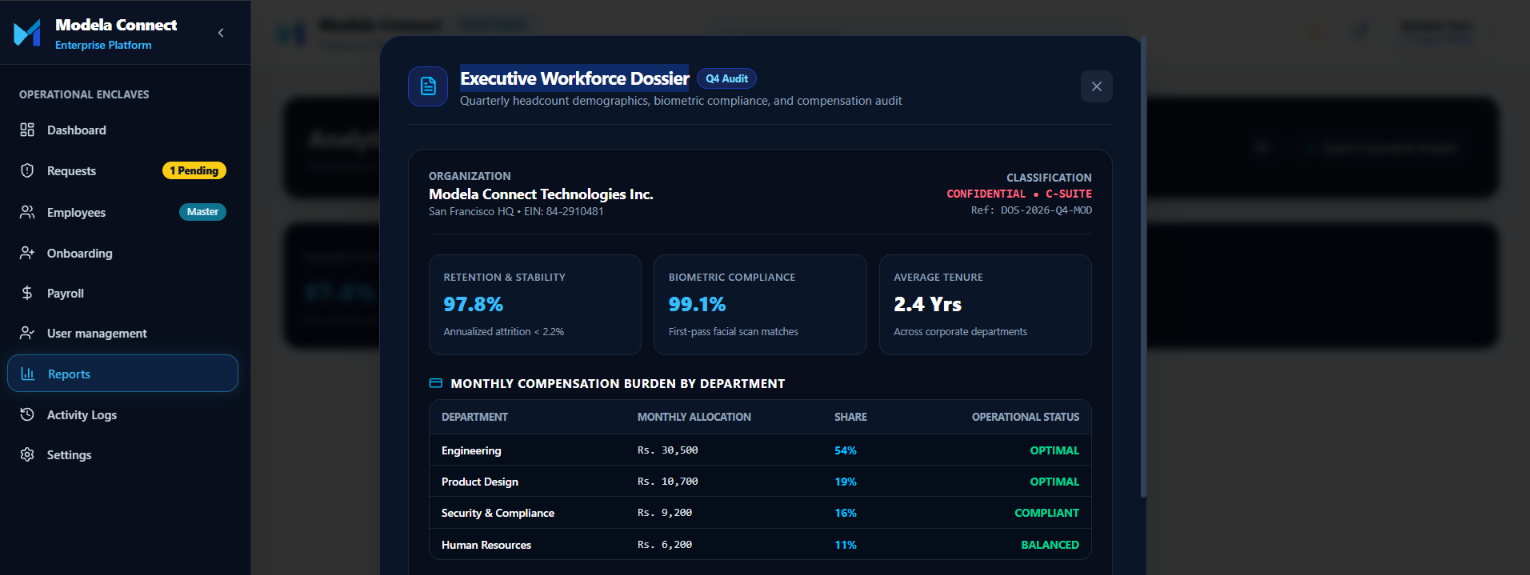 Modela Connect
Enterprise Platform
OPERATIONAL ENCLAVES
Dashboard
Requests 1 Pending
Employees Master
Onboarding
Payroll
User management
Reports
Activity Logs
Settings
Executive Workforce Dossier Q4 Audit
Quarterly headcount demographics, biometric compliance, and compensation audit
ORGANIZATION
Modela Connect Technologies Inc.
San Francisco HQ • EIN: 84-2910481
CLASSIFICATION
CONFIDENTIAL • C-SUITE
Ref: DOS-2026-Q4-MOD
RETENTION & STABILITY
97.8%
Annualized attrition < 2.2%
BIOMETRIC COMPLIANCE
99.1%
First-pass facial scan matches
AVERAGE TENURE
2.4 Yrs
Across corporate departments
MONTHLY COMPENSATION BURDEN BY DEPARTMENT
DEPARTMENT MONTHLY ALLOCATION SHARE OPERATIONAL STATUS
Engineering Rs. 30,500 54% OPTIMAL
Product Design Rs. 10,700 19% OPTIMAL
Security & Compliance Rs. 9,200 16% COMPLIANT
Human Resources Rs. 6,200 11% BALANCED